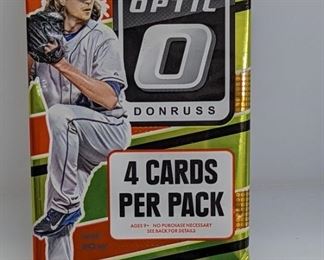 OPTIC
O
DONRUSS
4 CARDS
PER PACK
AGES 9+ NO PURCHASE NECESSARY
SEE BACK FOR DETAILS